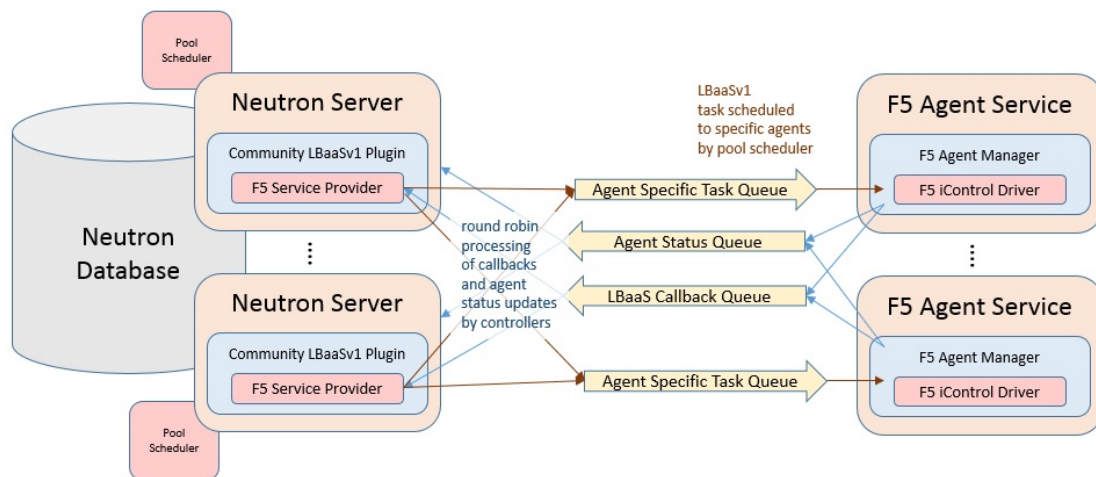 Pool
Scheduler
Neutron Server
Community LBaaSv1 Plugin
F5 Service Provider
Neutron
Database
Neutron Server
Community LBaaSv1 Plugin
F5 Service Provider
Pool
Scheduler
round robin
processing
of callbacks
and agent
status updates
by controllers
LBaaSv1
task scheduled
to specific agents
by pool scheduler
Agent Specific Task Queue
Agent Status Queue
LBaaS Callback Queue
Agent Specific Task Queue
F5 Agent Service
F5 Agent Manager
F5 iControl Driver
F5 Agent Service
F5 Agent Manager
F5 iControl Driver